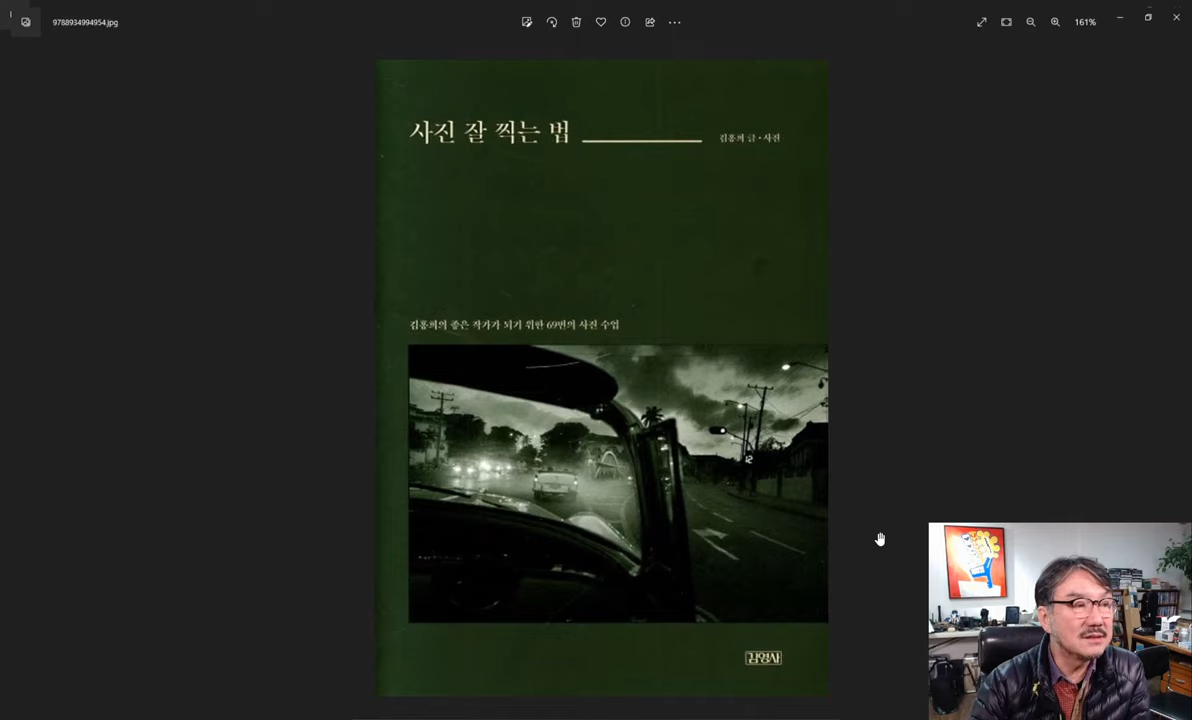 9788934994954.jpg
161%
사진 잘 찍는 법
김홍희 글·사진
김홍희의 좋은 작가가 되기 위한 69번의 사진 수업
김영사